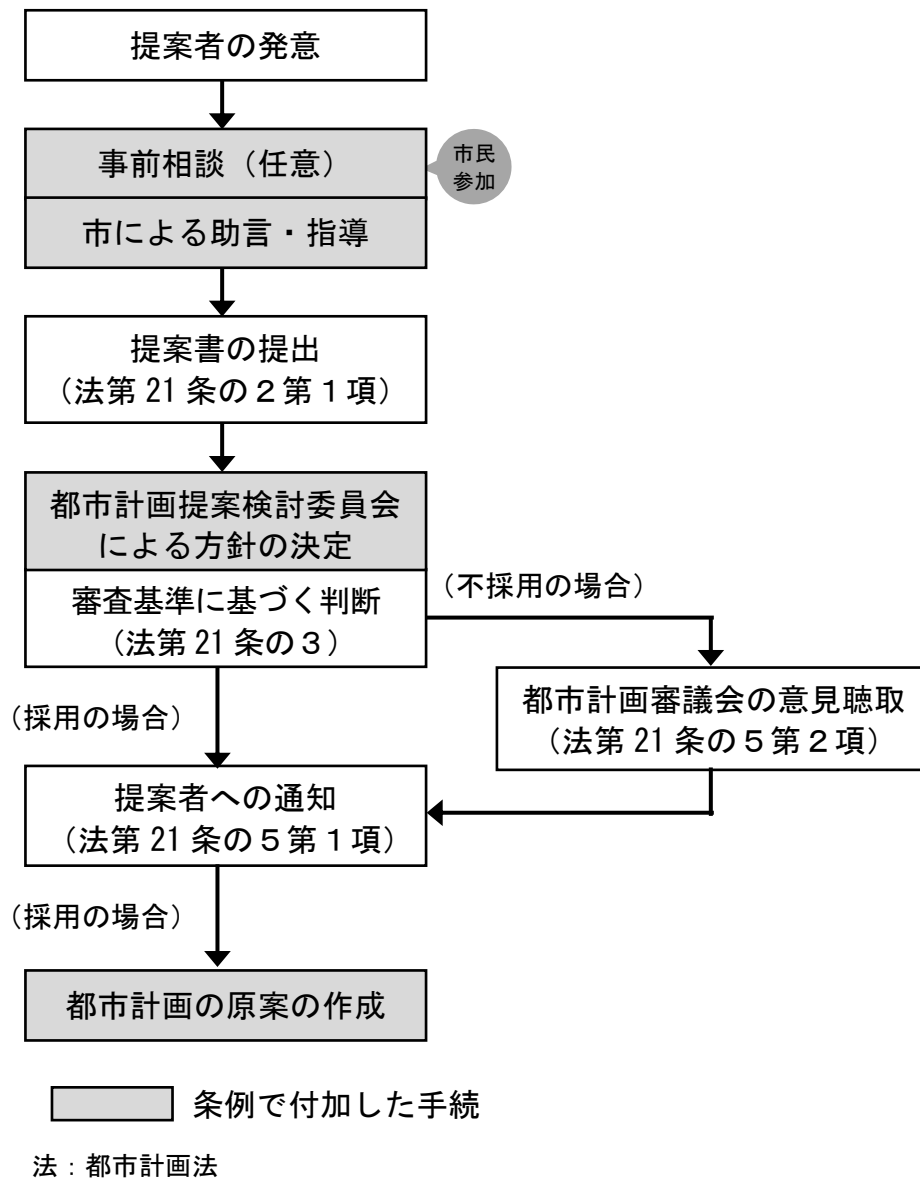 提案者の発意
事前相談（任意）
市民
参加
市による助言・指導
提案書の提出
（法第 21 条の２第１項）
都市計画提案検討委員会
による方針の決定
審査基準に基づく判断
（法第 21 条の３）
（不採用の場合）
（採用の場合）
都市計画審議会の意見聴取
（法第 21 条の５第２項）
提案者への通知
（法第 21 条の５第１項）
（採用の場合）
都市計画の原案の作成
条例で付加した手続
法：都市計画法